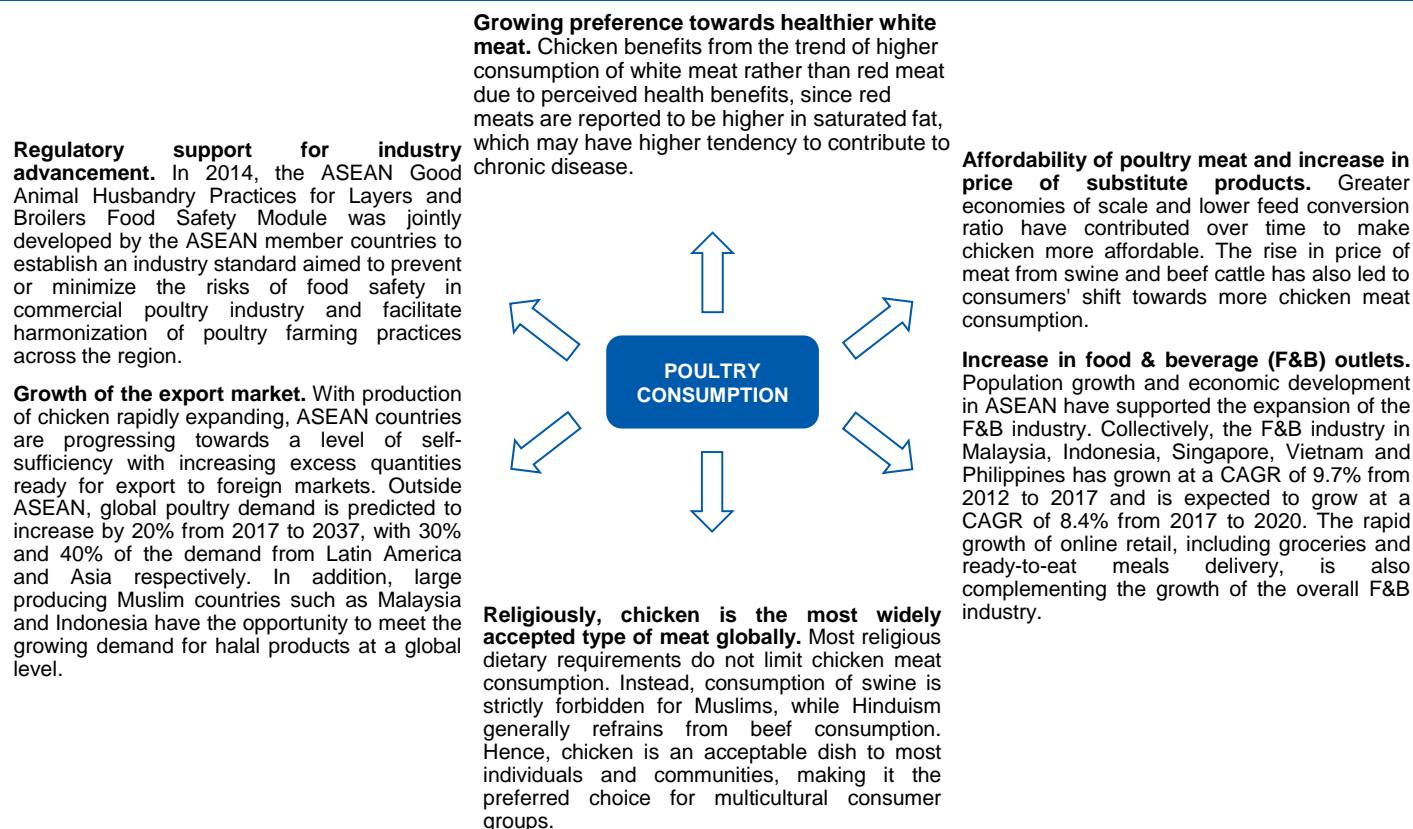 Growing preference towards healthier white
meat. Chicken benefits from the trend of higher
consumption of white meat rather than red meat
due to perceived health benefits, since red
meats are reported to be higher in saturated fat,
which may have higher tendency to contribute to
chronic disease.
Regulatory support for industry
advancement. In 2014, the ASEAN Good
Animal Husbandry Practices for Layers and
Broilers Food Safety Module was jointly
developed by the ASEAN member countries to
establish an industry standard aimed to prevent
or minimize the risks of food safety in
commercial poultry industry and facilitate
harmonization of poultry farming practices
across the region.
Growth of the export market. With production
of chicken rapidly expanding, ASEAN countries
are progressing towards a level of self-
sufficiency with increasing excess quantities
ready for export to foreign markets. Outside
ASEAN, global poultry demand is predicted to
increase by 20% from 2017 to 2037, with 30%
and 40% of the demand from Latin America
and Asia respectively. In addition, large
producing Muslim countries such as Malaysia
and Indonesia have the opportunity to meet the
growing demand for halal products at a global
level.
POULTRY
CONSUMPTION
Affordability of poultry meat and increase in
price of substitute products. Greater
economies of scale and lower feed conversion
ratio have contributed over time to make
chicken more affordable. The rise in price of
meat from swine and beef cattle has also led to
consumers' shift towards more chicken meat
consumption.
Increase in food & beverage (F&B) outlets.
Population growth and economic development
in ASEAN have supported the expansion of the
F&B industry. Collectively, the F&B industry in
Malaysia, Indonesia, Singapore, Vietnam and
Philippines has grown at a CAGR of 9.7% from
2012 to 2017 and is expected to grow at a
CAGR of 8.4% from 2017 to 2020. The rapid
growth of online retail, including groceries and
ready-to-eat meals delivery, is also
complementing the growth of the overall F&B
industry.
Religiously, chicken is the most widely
accepted type of meat globally. Most religious
dietary requirements do not limit chicken meat
consumption. Instead, consumption of swine is
strictly forbidden for Muslims, while Hinduism
generally refrains from beef consumption.
Hence, chicken is an acceptable dish to most
individuals and communities, making it the
preferred choice for multicultural consumer
groups.